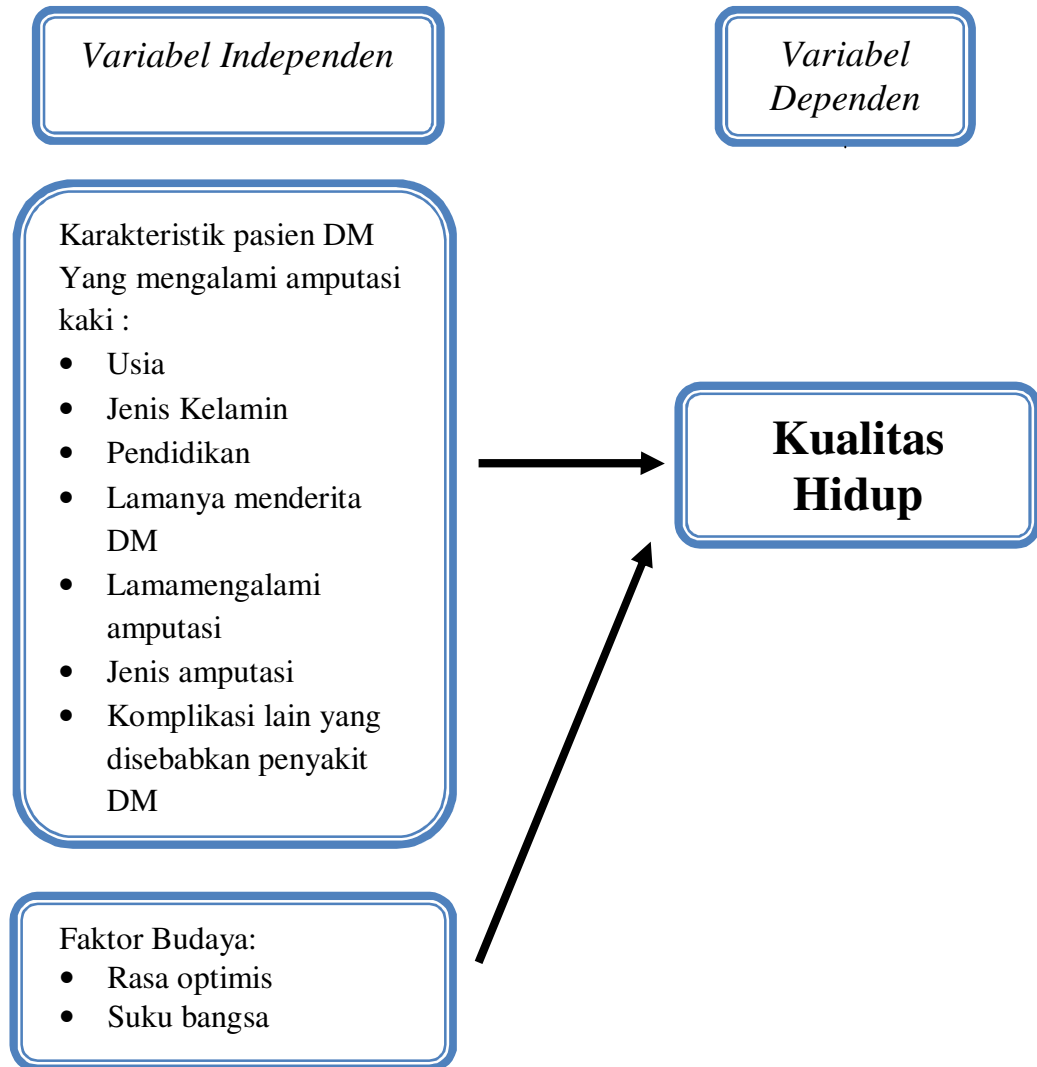 Variabel Independen
Variabel
Dependen
Karakteristik pasien DM
Yang mengalami amputasi
kaki :
• Usia
• Jenis Kelamin
• Pendidikan
• Lamanya menderita
DM
• Lamamengalami
amputasi
• Jenis amputasi
• Komplikasi lain yang
disebabkan penyakit
DM
Kualitas
Hidup
Faktor Budaya:
• Rasa optimis
• Suku bangsa